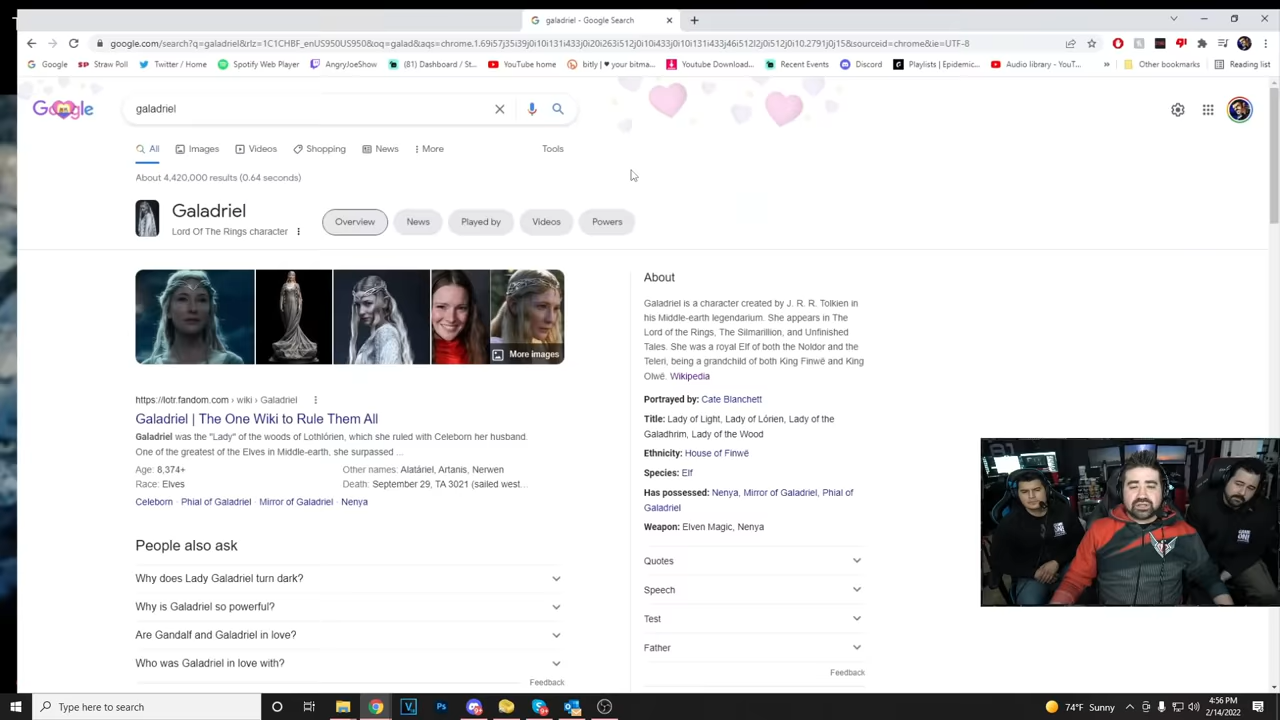 galadriel - Google Search
google.com/search?q=galadriel&rlz=1C1CHBF_enUS950US950&oq=galad&aqs=chrome.1.69i57j35i39j0i10i131i433j0i20i263i512j0i10i433j0i10i131i433j46i512l2j0i512j0i10.2791j0j15&sourceid=chrome&ie=UTF-8
Google
Straw Poll
Twitter / Home
Spotify Web Player
AngryJoeShow
(81) Dashboard / St...
YouTube home
bitly | ♥ your bitma...
Youtube Download...
Recent Events
Discord
Playlists | Epidemic...
Audio library - YouT...
»
Other bookmarks
Reading list
Google
galadriel
All
Images
Videos
Shopping
News
More
Tools
About 4,420,000 results (0.64 seconds)
Galadriel
Lord Of The Rings character
Overview
News
Played by
Videos
Powers
More images
https://lotr.fandom.com › wiki › Galadriel
Galadriel | The One Wiki to Rule Them All
Galadriel was the "Lady" of the woods of Lothlórien, which she ruled with Celeborn her husband.
One of the greatest of the Elves in Middle-earth, she surpassed ...
Age: 8,374+
Other names: Alatáriel, Artanis, Nerwen
Race: Elves
Death: September 29, TA 3021 (sailed west...
Celeborn · Phial of Galadriel · Mirror of Galadriel · Nenya
People also ask
Why does Lady Galadriel turn dark?
Why is Galadriel so powerful?
Are Gandalf and Galadriel in love?
Who was Galadriel in love with?
Feedback
About
Galadriel is a character created by J. R. R. Tolkien in
his Middle-earth legendarium. She appears in The
Lord of the Rings, The Silmarillion, and Unfinished
Tales. She was a royal Elf of both the Noldor and the
Teleri, being a grandchild of both King Finwë and King
Olwë. Wikipedia
Portrayed by: Cate Blanchett
Title: Lady of Light, Lady of Lórien, Lady of the
Galadhrim, Lady of the Wood
Ethnicity: House of Finwë
Species: Elf
Has possessed: Nenya, Mirror of Galadriel, Phial of
Galadriel
Weapon: Elven Magic, Nenya
Quotes
Speech
Test
Father
Feedback
Type here to search
74°F Sunny
4:56 PM
2/14/2022